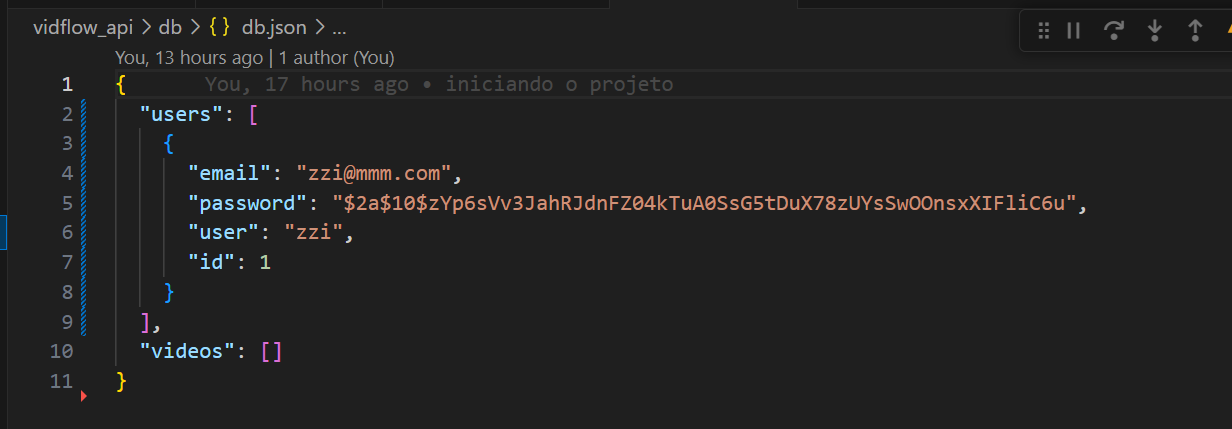 vidflow_api > db > {} db.json > ...
You, 13 hours ago | 1 author (You)
1 { You, 17 hours ago • iniciando o projeto
2 "users": [
3 {
4 "email": "zzi@mmm.com",
5 "password": "$2a$10$zYp6sVv3JahRJdnFZ04kTuA0SsG5tDuX78zUYsSwOOnsxXIFliC6u",
6 "user": "zzi",
7 "id": 1
8 }
9 ],
10 "videos": []
11 }